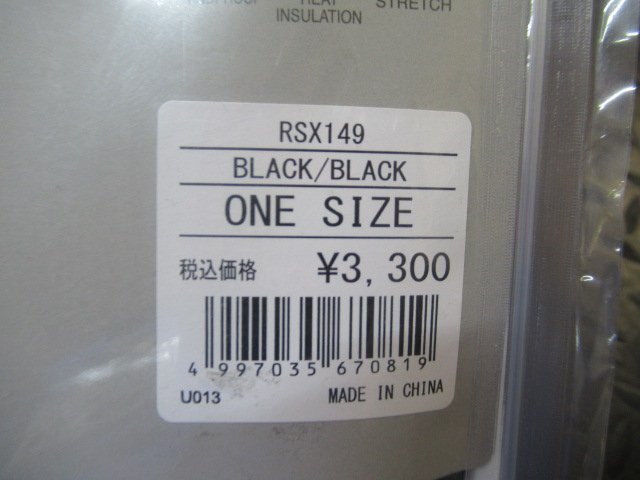 HEAT STRETCH
INSULATION
RSX149
BLACK/BLACK
ONE SIZE
税込価格 ¥3,300
4 997035 670819
U013 MADE IN CHINA